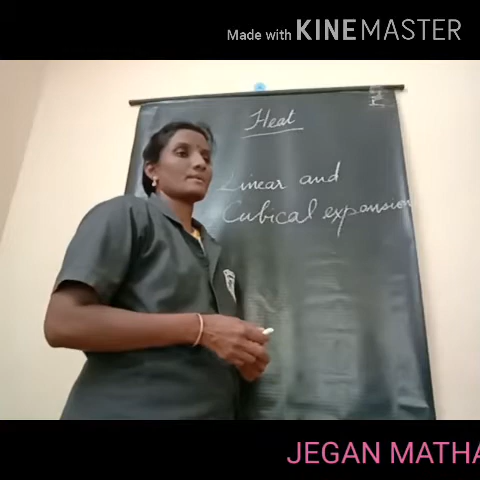 Made with KINEMASTER
Heat
Linear and
Cubical expansion
JEGAN MATHA